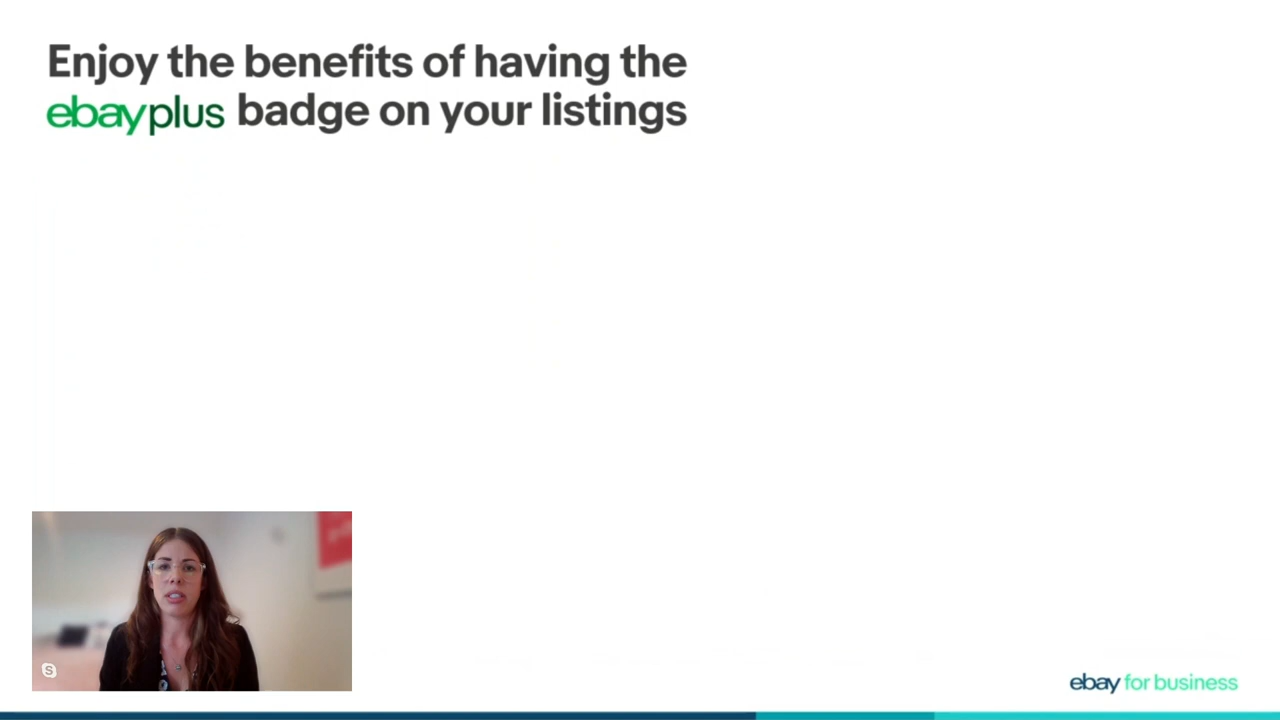 Enjoy the benefits of having the
ebayplus badge on your listings
ebay for business